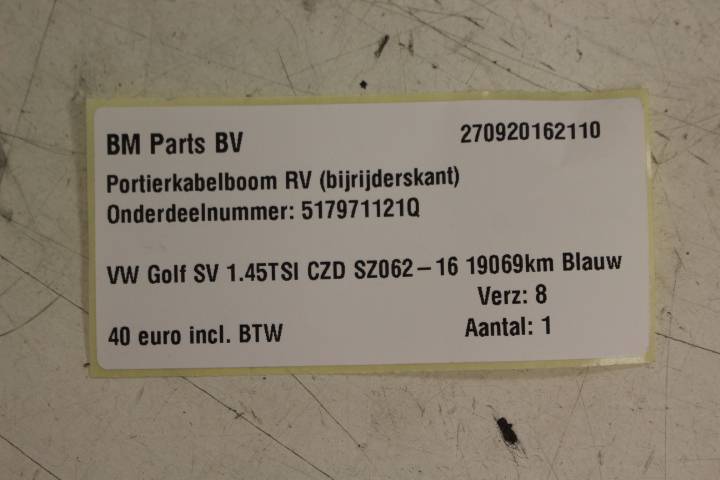 BM Parts BV 270920162110
Portierkabelboom RV (bijrijderskant)
Onderdeelnummer: 517971121Q
VW Golf SV 1.45TSI CZD SZ062-16 19069km Blauw
Verz: 8
40 euro incl. BTW Aantal: 1